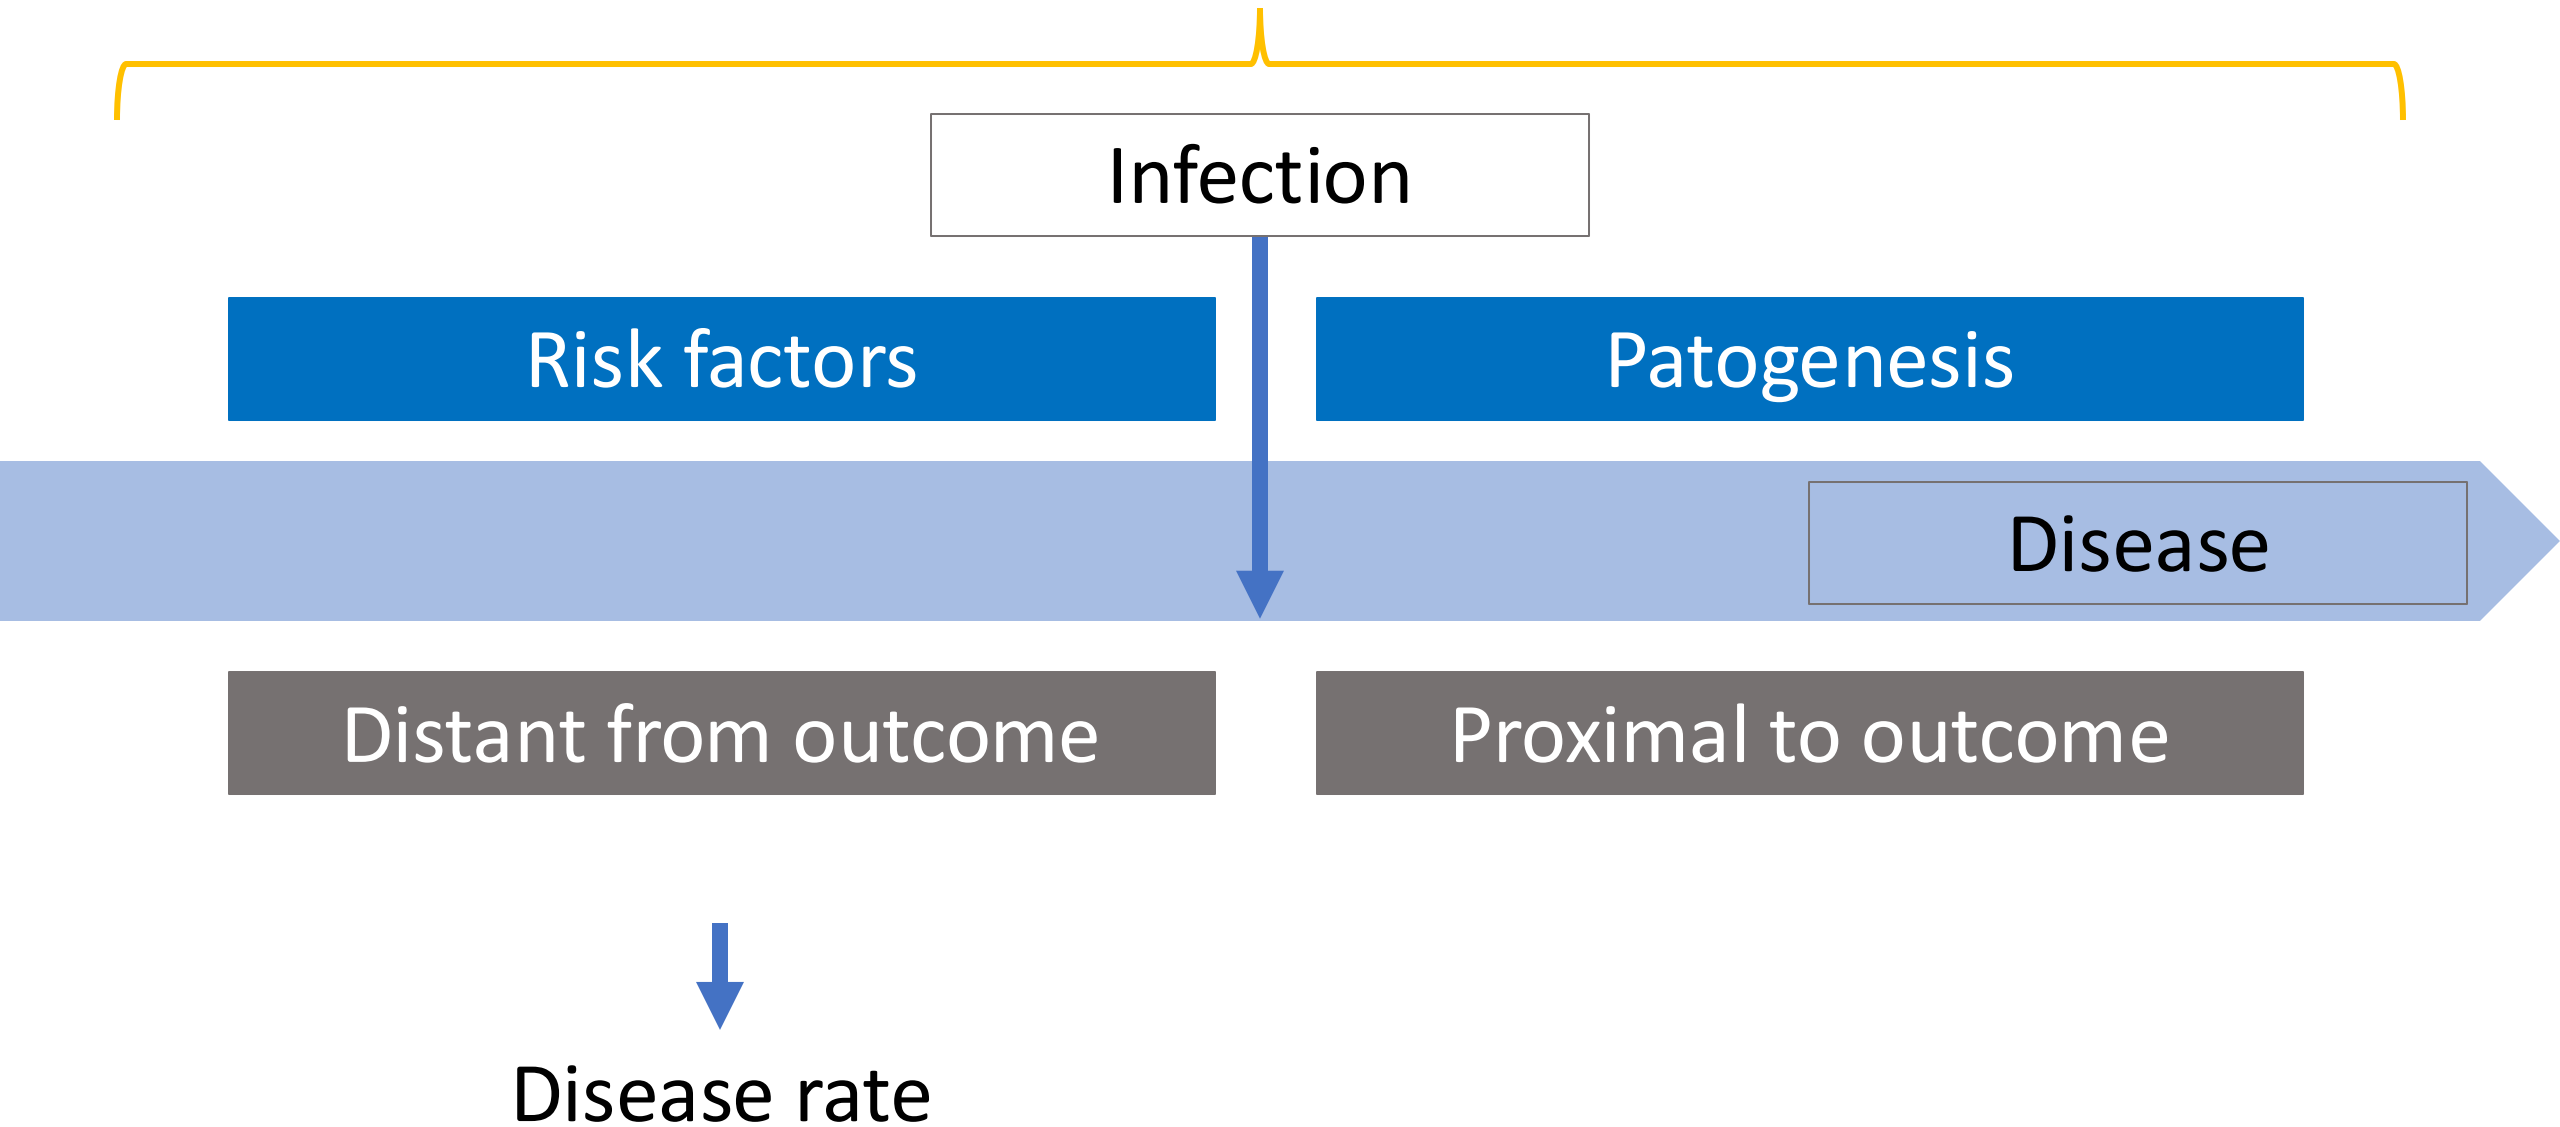 Infection
Risk factors
Patogenesis
Disease
Distant from outcome
Proximal to outcome
Disease rate